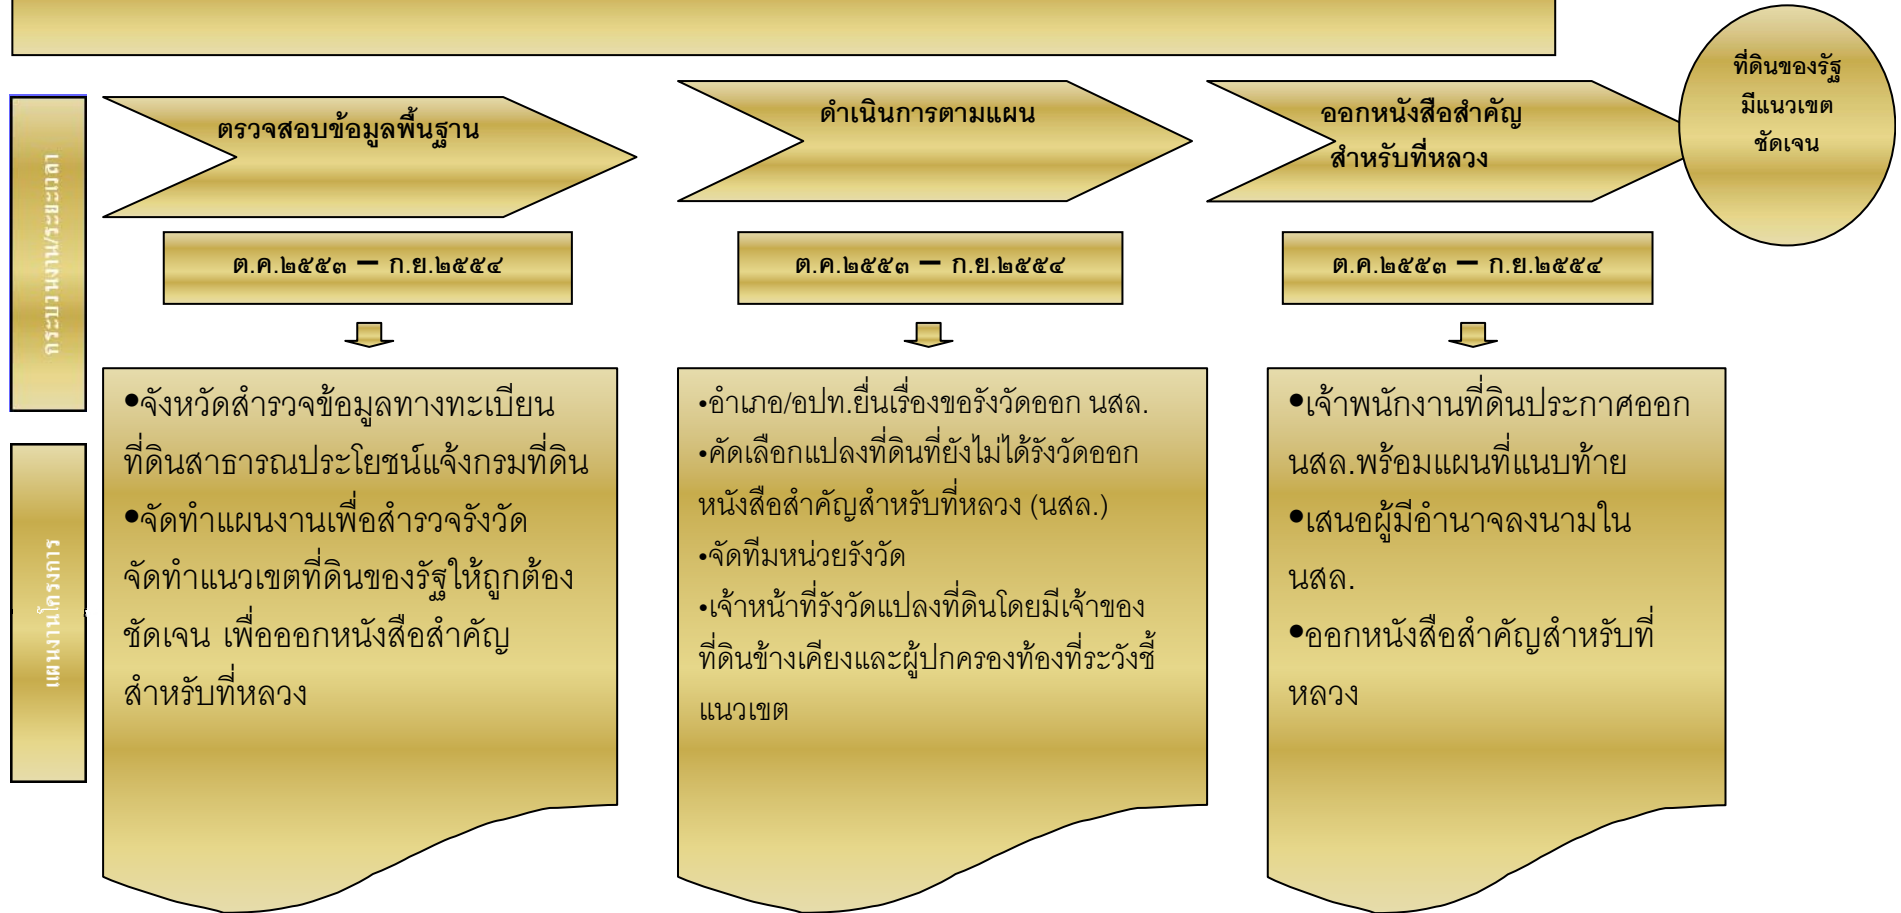 ที่ดินของรัฐ
มีแนวเขต
ชัดเจน
กระบวนงาน/ระยะเวลา
ตรวจสอบข้อมูลพื้นฐาน
ดำเนินการตามแผน
ออกหนังสือสำคัญ
สำหรับที่หลวง
ต.ค.๒๕๕๓ – ก.ย.๒๕๕๔
ต.ค.๒๕๕๓ – ก.ย.๒๕๕๔
ต.ค.๒๕๕๓ – ก.ย.๒๕๕๔
แผนงานโครงการ
•จังหวัดสำรวจข้อมูลทางทะเบียน
ที่ดินสาธารณประโยชน์แจ้งกรมที่ดิน
•จัดทำแผนงานเพื่อสำรวจรังวัด
จัดทำแนวเขตที่ดินของรัฐให้ถูกต้อง
ชัดเจน เพื่อออกหนังสือสำคัญ
สำหรับที่หลวง
•อำเภอ/อปท.ยื่นเรื่องขอรังวัดออก นสล.
•คัดเลือกแปลงที่ดินที่ยังไม่ได้รังวัดออก
หนังสือสำคัญสำหรับที่หลวง (นสล.)
•จัดทีมหน่วยรังวัด
•เจ้าหน้าที่รังวัดแปลงที่ดินโดยมีเจ้าของ
ที่ดินข้างเคียงและผู้ปกครองท้องที่ระวังชี้
แนวเขต
•เจ้าพนักงานที่ดินประกาศออก
นสล.พร้อมแผนที่แนบท้าย
•เสนอผู้มีอำนาจลงนามใน
นสล.
•ออกหนังสือสำคัญสำหรับที่
หลวง